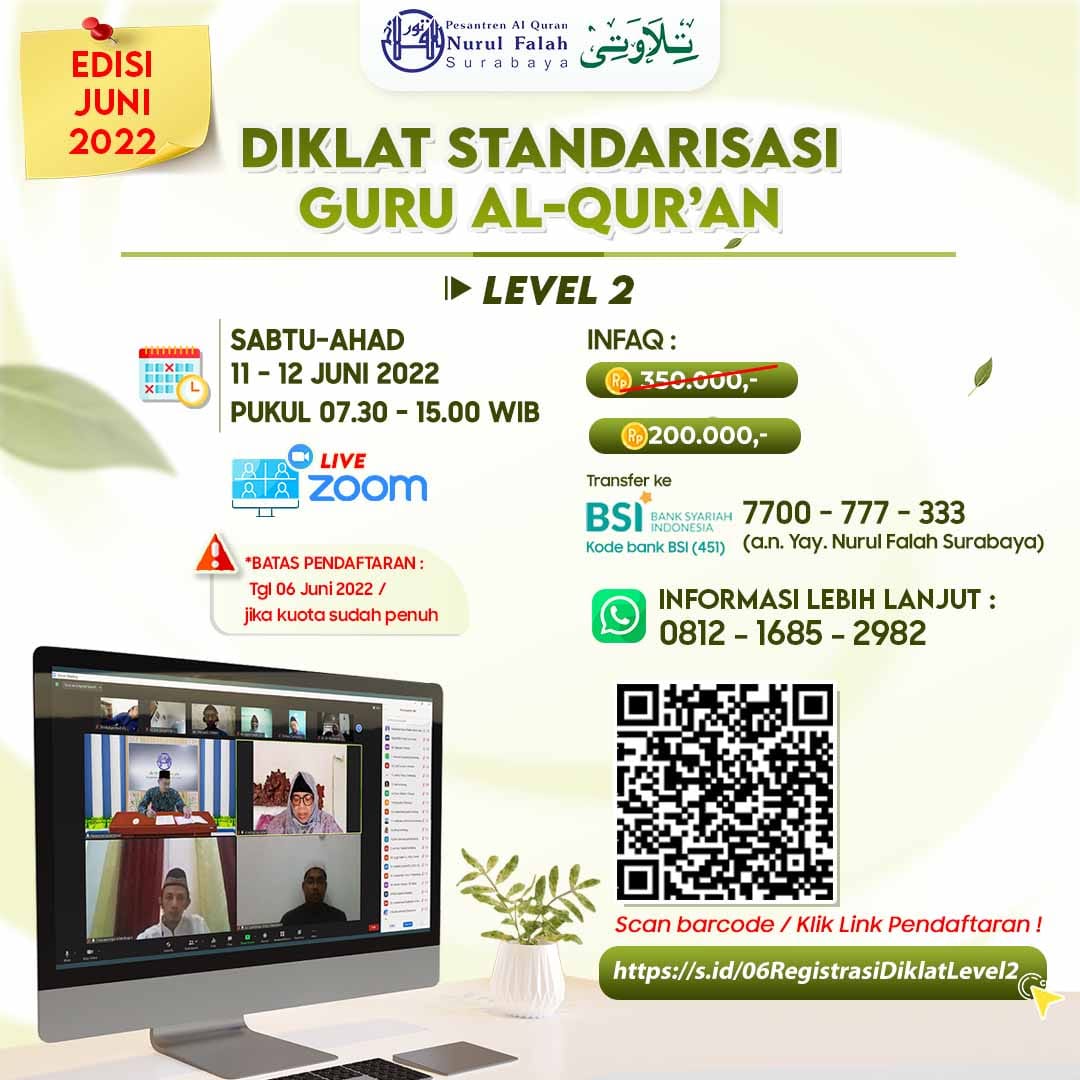 EDISI
JUNI
2022
Pesantren Al Quran
Nurul Falah
Surabaya
تِلَاوَتِى
DIKLAT STANDARISASI
GURU AL-QUR'AN
LEVEL 2
SABTU-AHAD
11 - 12 JUNI 2022
PUKUL 07.30 - 15.00 WIB
LIVE
zoom
INFAQ :
Rp 350.000,-
Rp 200.000,-
Transfer ke
BSI BANK SYARIAH
INDONESIA
7700 - 777 - 333
Kode bank BSI (451)
(a.n. Yay. Nurul Falah Surabaya)
*BATAS PENDAFTARAN :
Tgl 06 Juni 2022 /
jika kuota sudah penuh
INFORMASI LEBIH LANJUT :
0812 - 1685 - 2982
Scan barcode / Klik Link Pendaftaran !
https://s.id/06RegistrasiDiklatLevel2